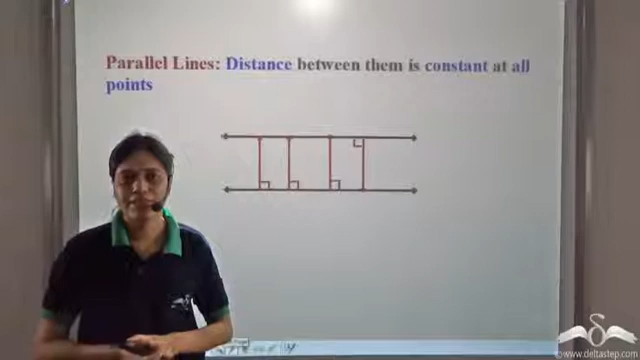 Parallel Lines: Distance between them is constant at all
points
© www.deltastep.com